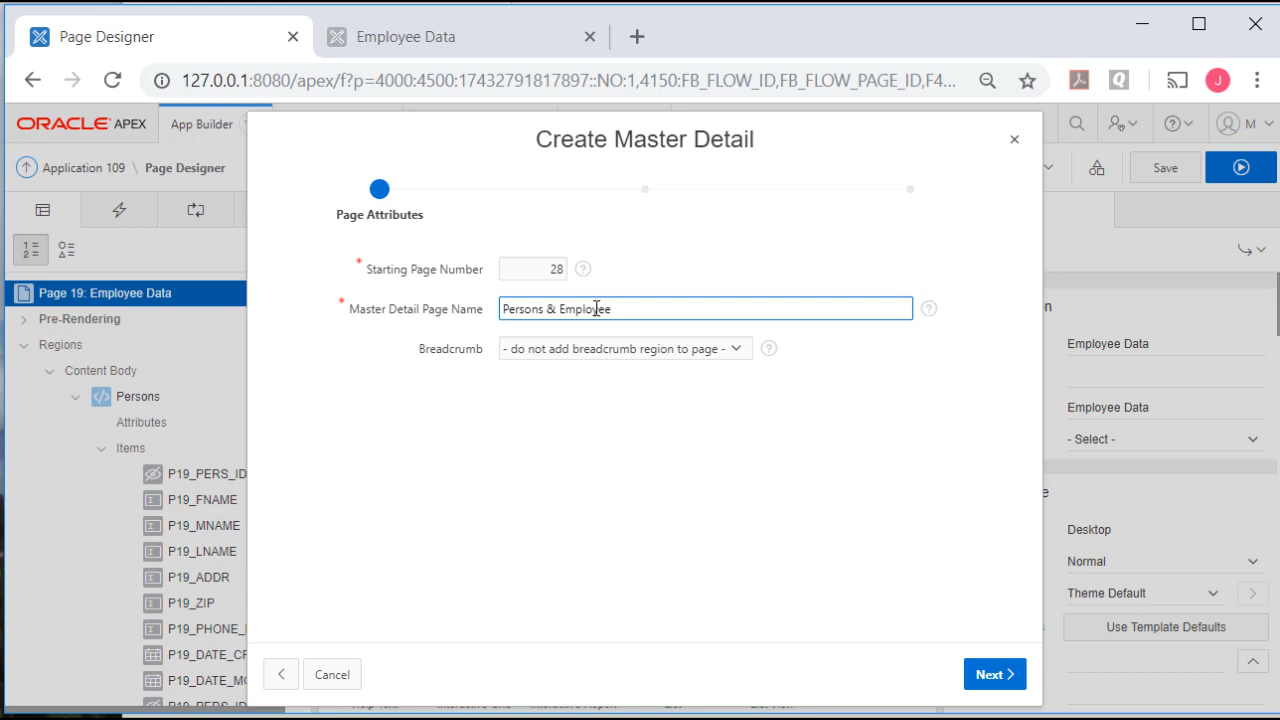 Page Designer
Employee Data
127.0.0.1:8080/apex/f?p=4000:4500:17432791817897::NO:1,4150:FB_FLOW_ID,FB_FLOW_PAGE_ID,F4...
J
ORACLE APEX
App Builder
M
Application 109 \ Page Designer
Save
Create Master Detail
Page Attributes
Starting Page Number
28
Master Detail Page Name
Persons & Employee
Breadcrumb
- do not add breadcrumb region to page -
Cancel
Next
Page 19: Employee Data
Pre-Rendering
Regions
Content Body
Persons
Attributes
Items
P19_PERS_ID
P19_FNAME
P19_MNAME
P19_LNAME
P19_ADDR
P19_ZIP
P19_PHONE_
P19_DATE_CR
P19_DATE_MO
on
Employee Data
Employee Data
- Select -
e
Desktop
Normal
Theme Default
Use Template Defaults